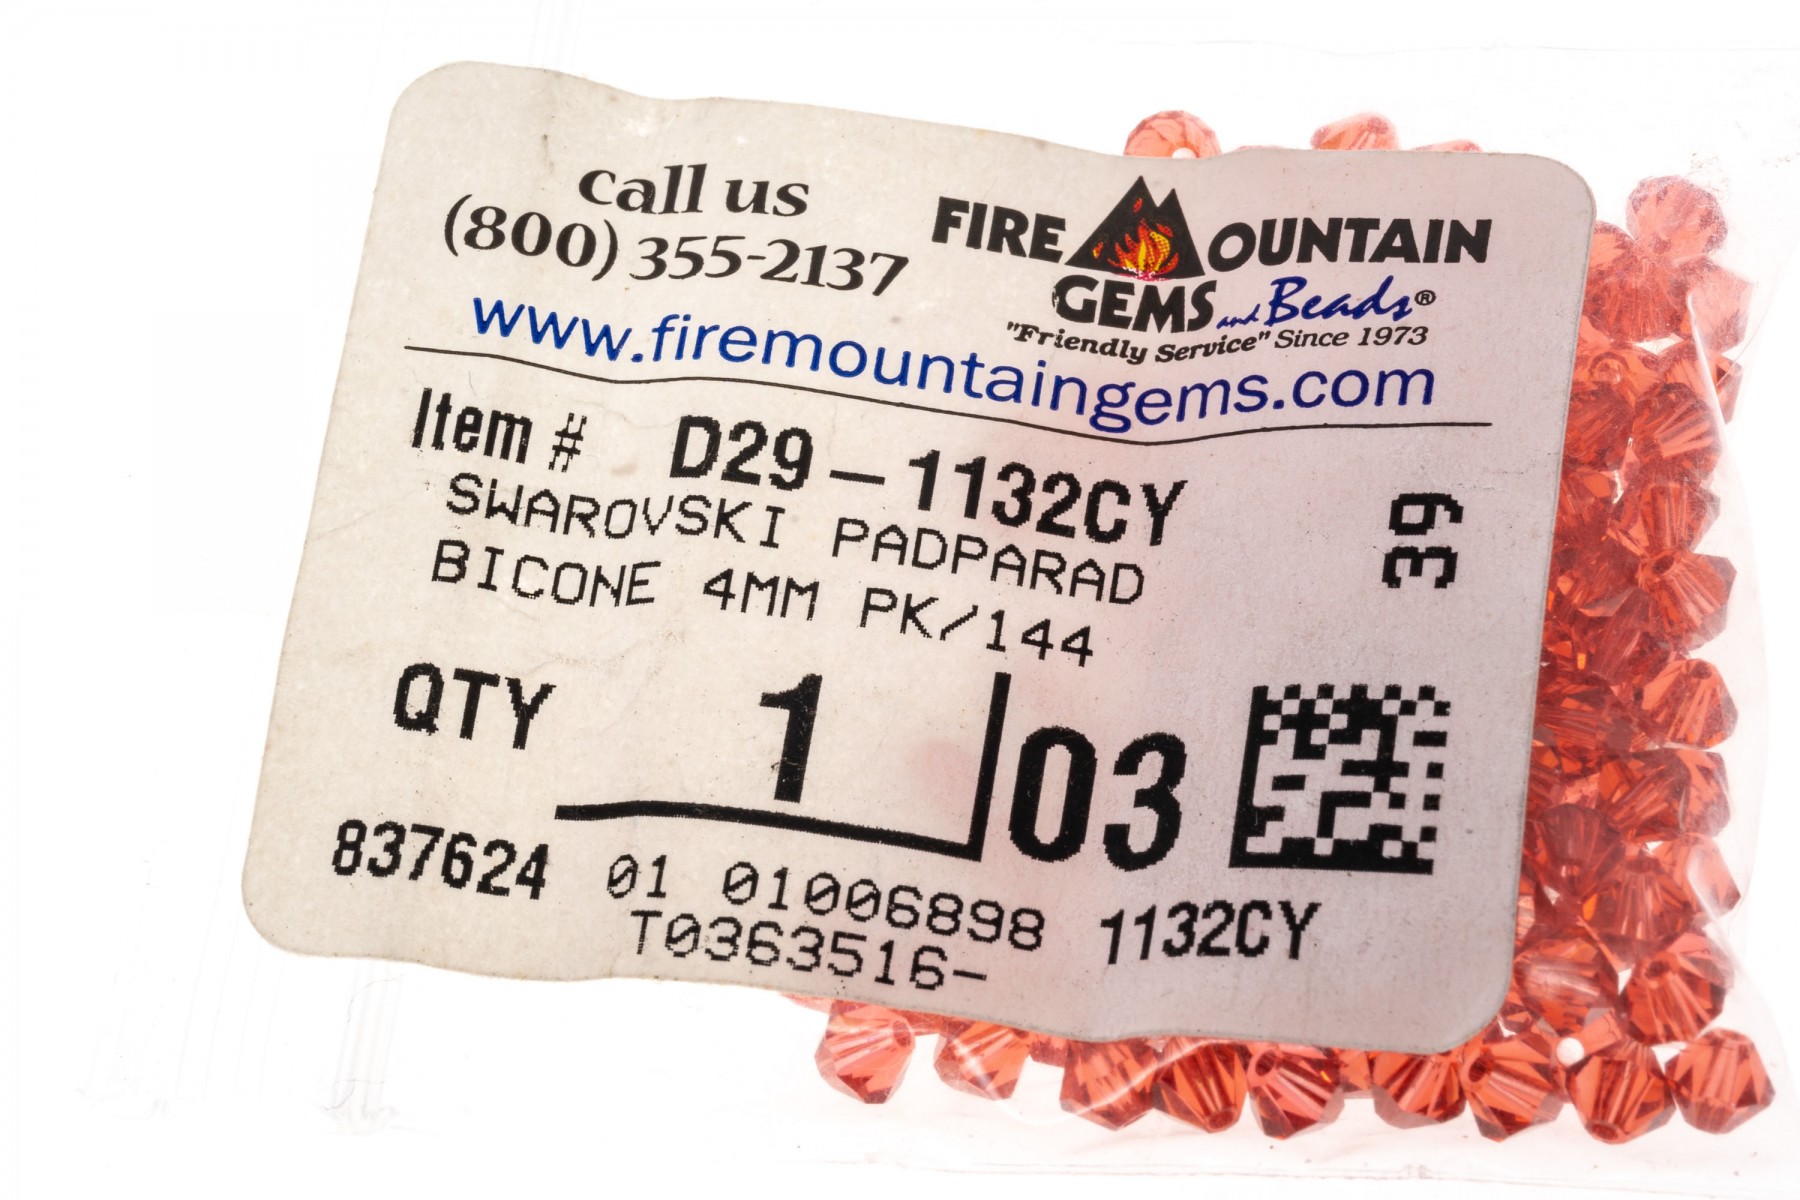 call us
(800) 355-2137
FIRE MOUNTAIN
GEMS and Beads®
"Friendly Service" Since 1973
www.firemountaingems.com
Item # D29-1132CY
SWAROVSKI PADPARAD
BICONE 4MM PK/144
39
QTY 1 03
837624 01 01006898 1132CY
T0363516-